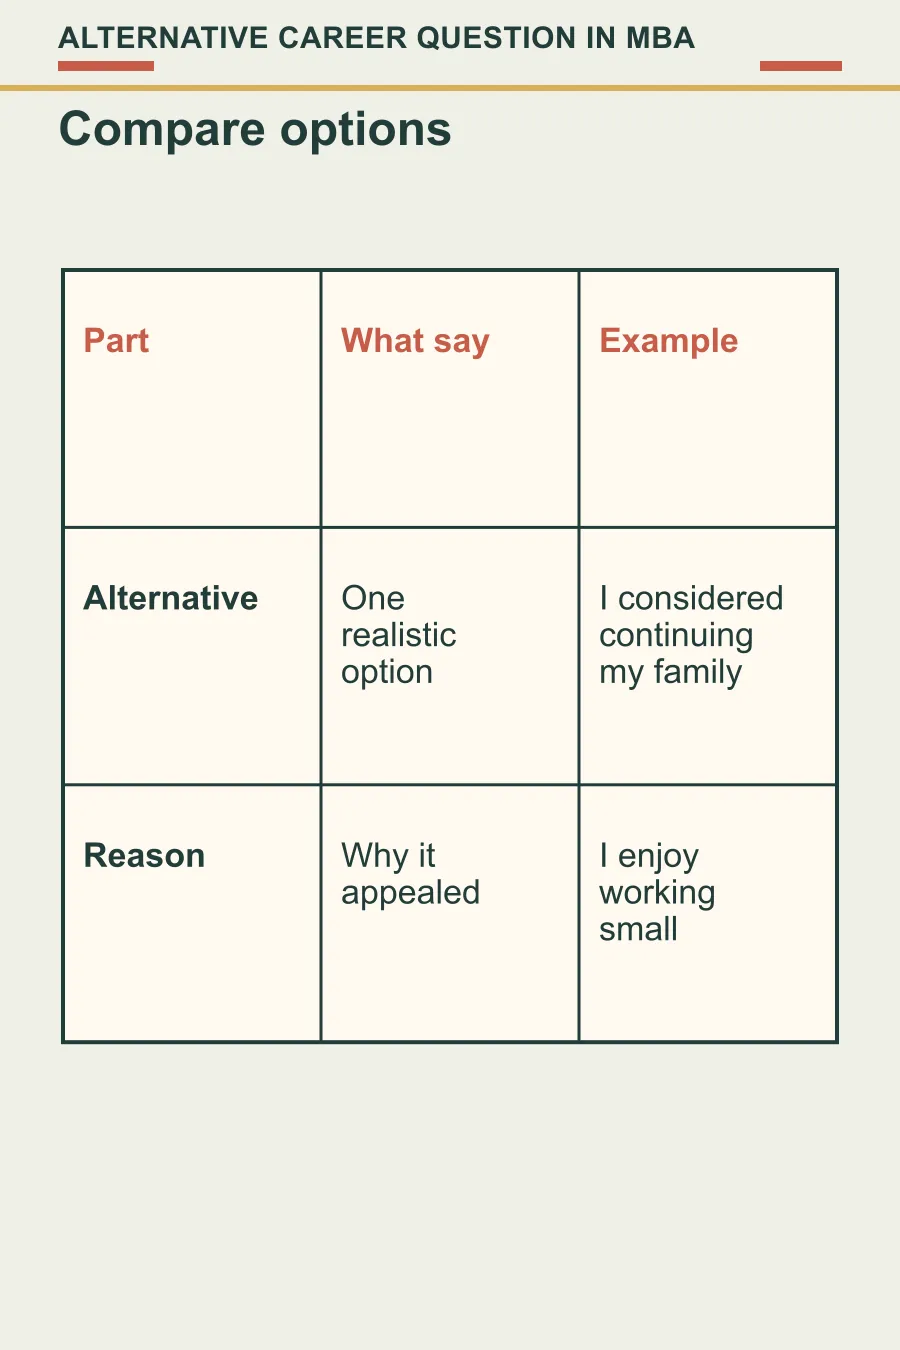 ALTERNATIVE CAREER QUESTION IN MBA
Compare options
Part
What say
Example
Alternative
One
realistic
option
I considered
continuing
my family
Reason
Why it
appealed
I enjoy
working
small